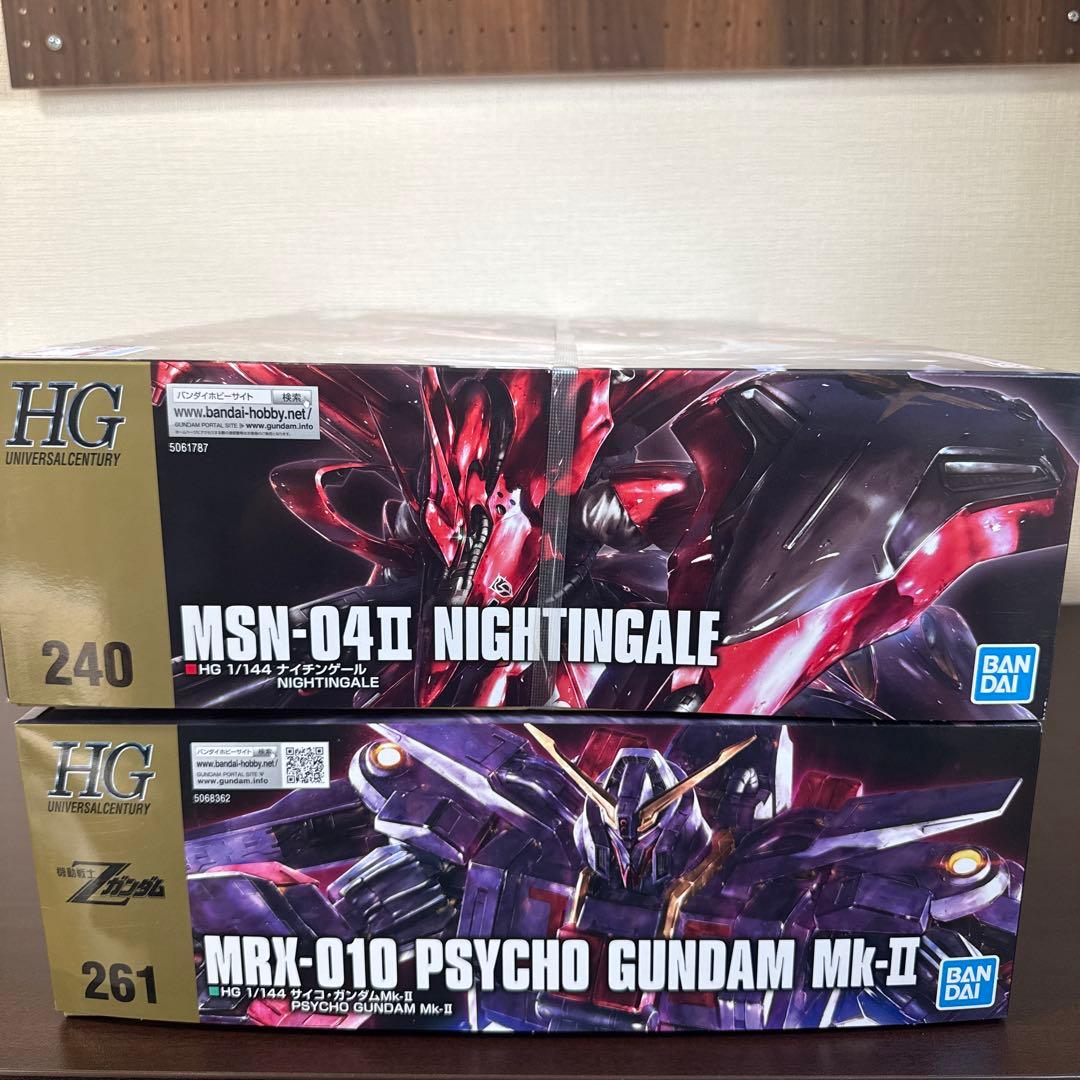 HG
UNIVERSALCENTURY
240
バンダイホビーサイト 検索
www.bandai-hobby.net/
GUNDAM PORTAL SITE www.gundam.info
5061787
MSN-04II NIGHTINGALE
HG 1/144 ナイチンゲール
NIGHTINGALE
BAN
DAI
HG
UNIVERSALCENTURY
機動戦士
Zガンダム
261
バンダイホビーサイト 検索
www.bandai-hobby.net/
GUNDAM PORTAL SITE
www.gundam.info
5068362
MRX-010 PSYCHO GUNDAM Mk-II
HG 1/144 サイコ・ガンダムMk-II
PSYCHO GUNDAM Mk-II
BAN
DAI